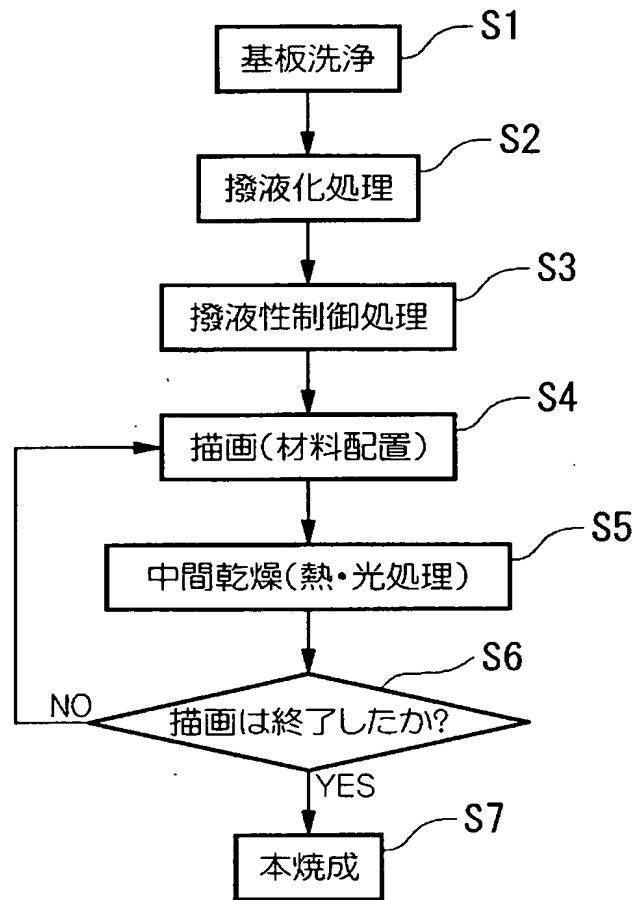 S1
基板洗浄
S2
撥液化処理
S3
撥液性制御処理
S4
描画(材料配置)
S5
中間乾燥(熱・光処理)
S6
NO
描画は終了したか?
YES
S7
本焼成